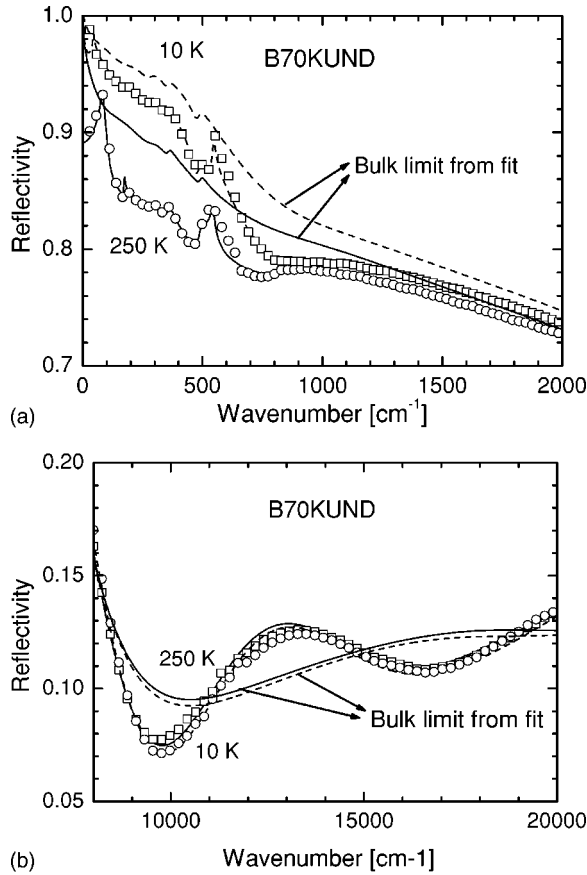 (a)
1.0
0.9
0.8
0.7
Reflectivity
10 K
B70KUND
Bulk limit from fit
250 K
0 500 1000 1500 2000
Wavenumber [cm⁻¹]
(b)
0.20
0.15
0.10
0.05
Reflectivity
B70KUND
250 K
Bulk limit from fit
10 K
10000 15000 20000
Wavenumber [cm-1]